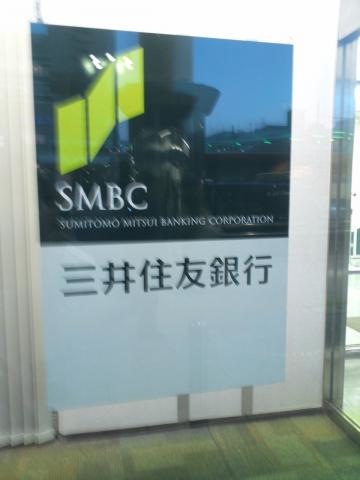 SMBC
SUMITOMO MITSUI BANKING CORPORATION
三井住友銀行